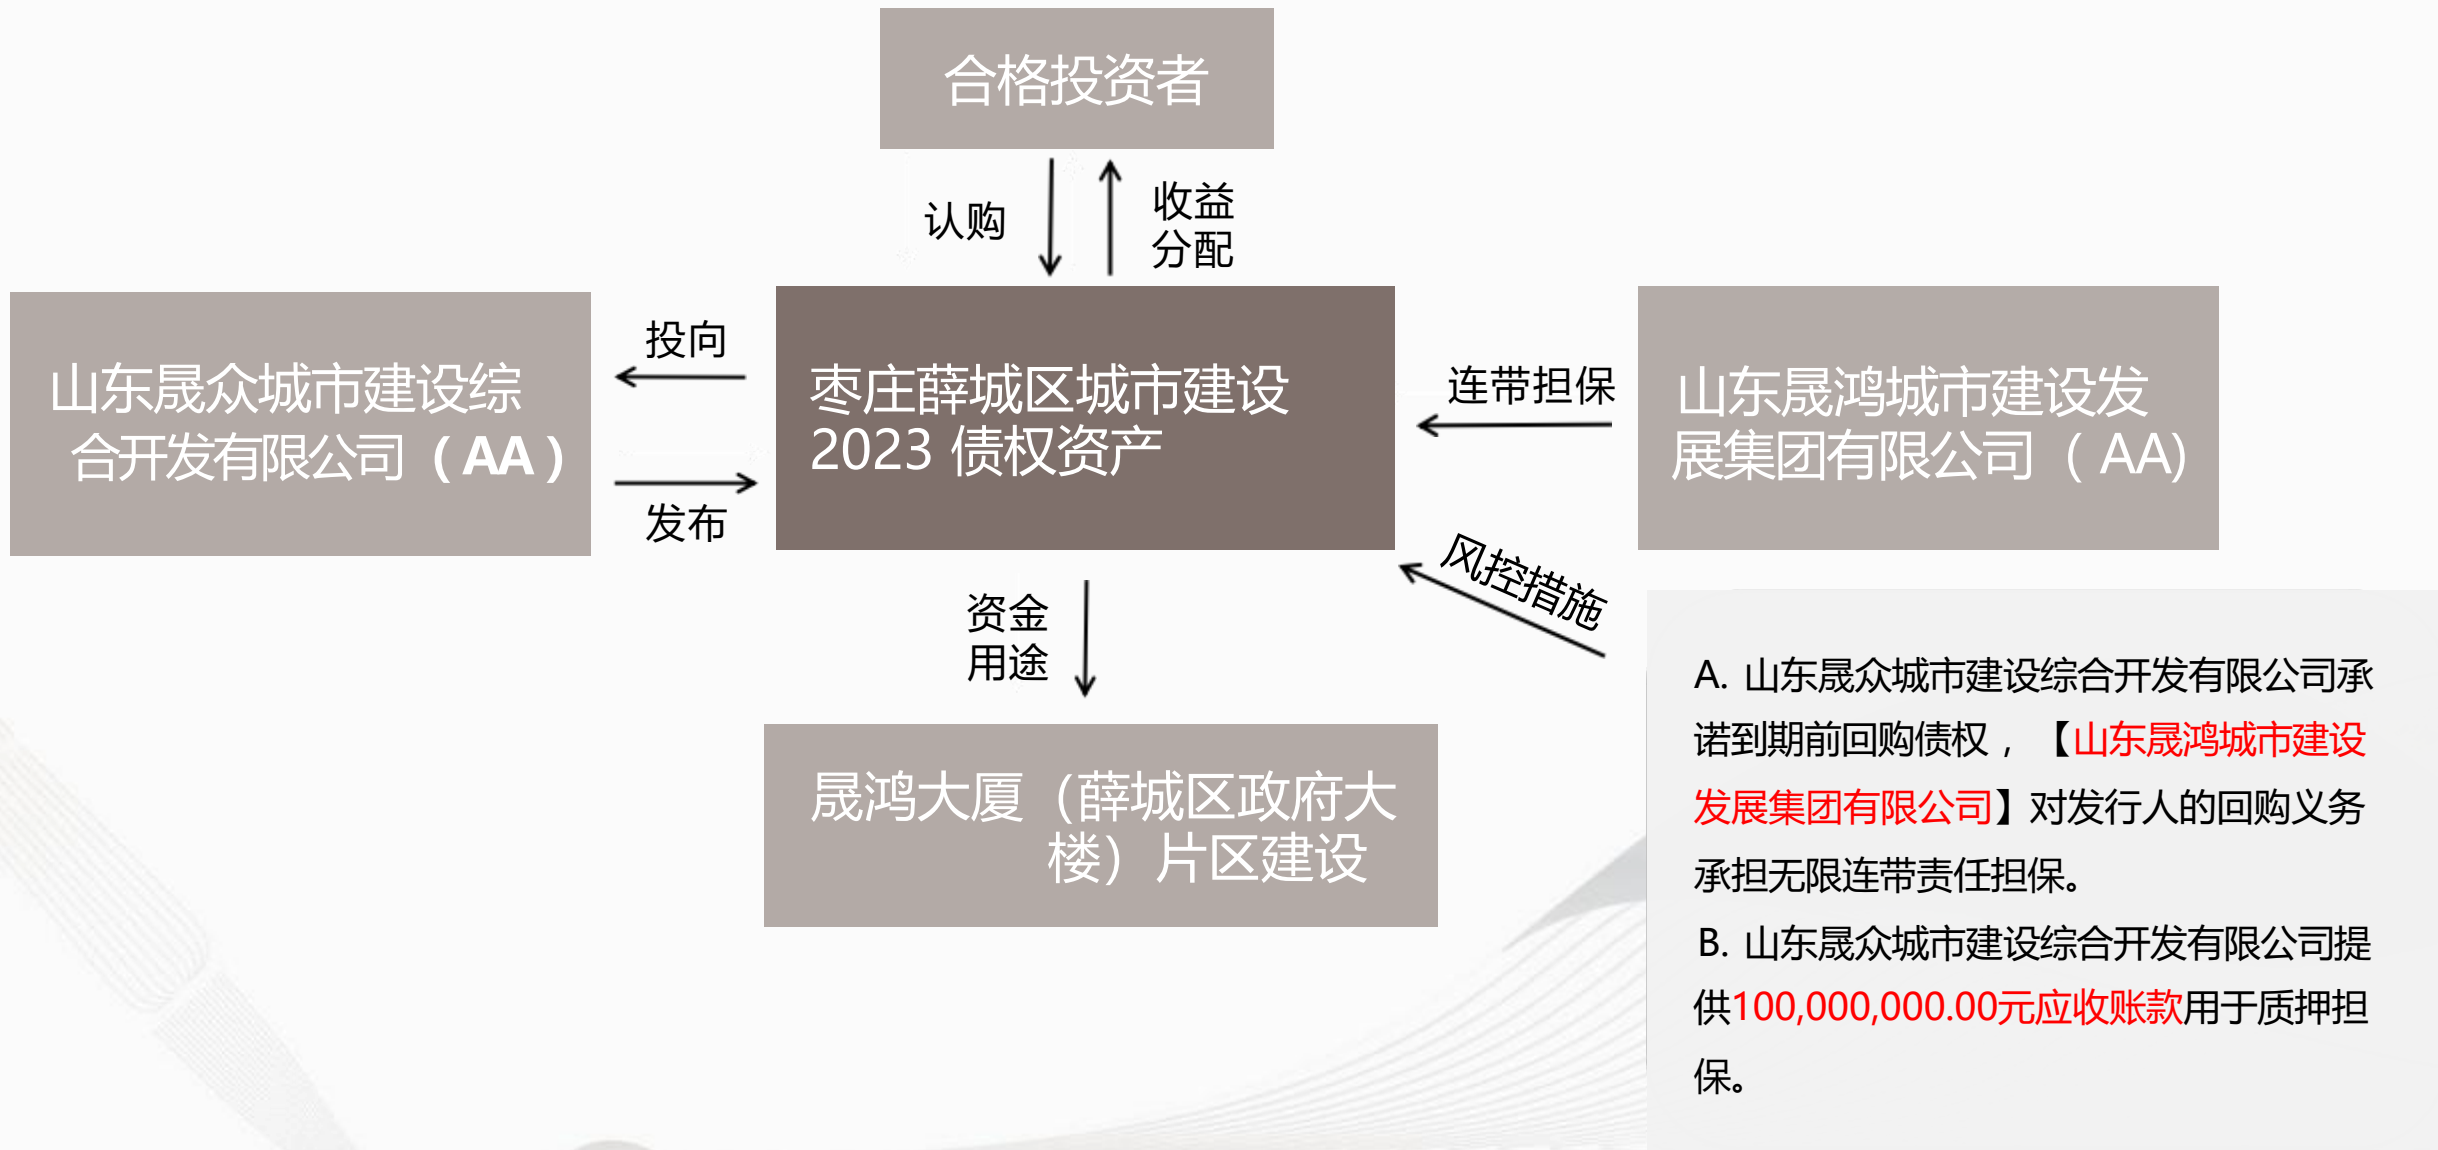 合格投资者
认购
收益
分配
山东晟众城市建设综
合开发有限公司（AA）
投向
发布
枣庄薛城区城市建设
2023 债权资产
连带担保
山东晟鸿城市建设发
展集团有限公司（AA)
风控措施
资金
用途
晟鸿大厦（薛城区政府大
楼）片区建设
A. 山东晟众城市建设综合开发有限公司承
诺到期前回购债权，【山东晟鸿城市建设
发展集团有限公司】对发行人的回购义务
承担无限连带责任担保。
B. 山东晟众城市建设综合开发有限公司提
供100,000,000.00元应收账款用于质押担
保。